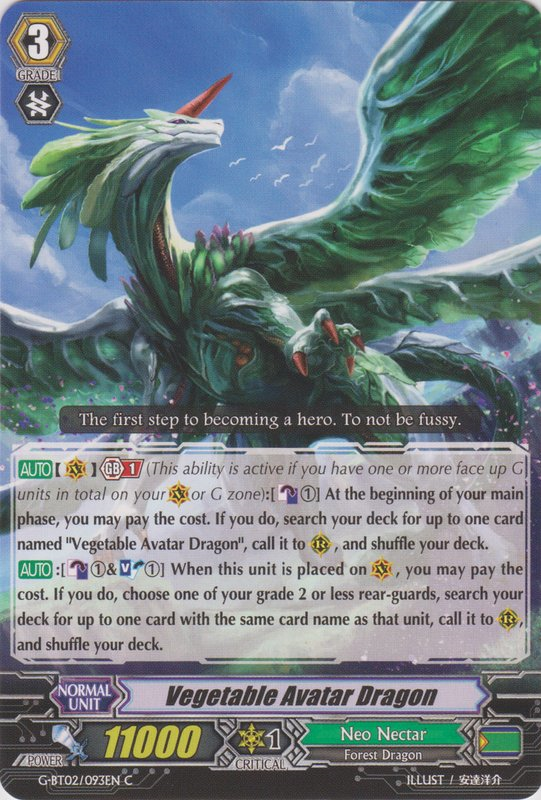 3
GRADE
The first step to becoming a hero. To not be fussy.
AUTO [ V ] GB 1 (This ability is active if you have one or more face up G
units in total on your V or G zone):[ ①] At the beginning of your main
phase, you may pay the cost. If you do, search your deck for up to one card
named "Vegetable Avatar Dragon", call it to R , and shuffle your deck.
AUTO :[ ①& ①] When this unit is placed on V , you may pay the
cost. If you do, choose one of your grade 2 or less rear-guards, search your
deck for up to one card with the same card name as that unit, call it to R ,
and shuffle your deck.
NORMAL
UNIT
Vegetable Avatar Dragon
POWER
11000
1
CRITICAL
Neo Nectar
Forest Dragon
G-BT02/093EN C
ILLUST / 安達洋介